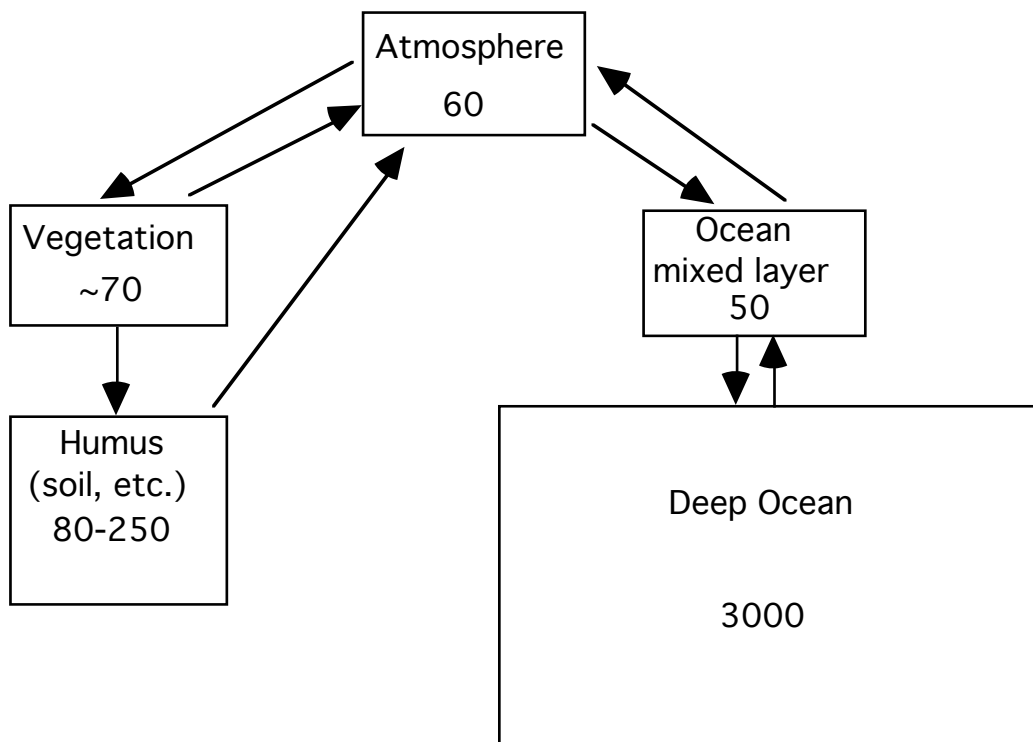 Atmosphere
60
Vegetation
~70
Ocean
mixed layer
50
Humus
(soil, etc.)
80-250
Deep Ocean
3000